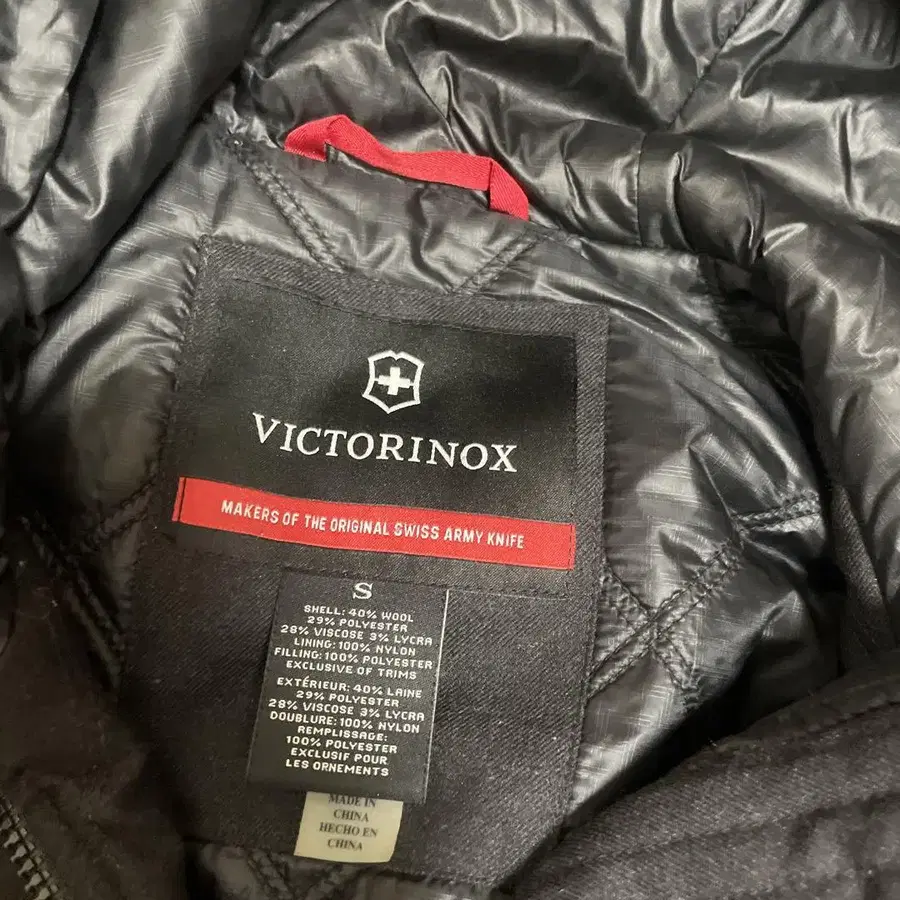 VICTORINOX
MAKERS OF THE ORIGINAL SWISS ARMY KNIFE
S
SHELL: 40% WOOL
29% POLYESTER
28% VISCOSE 3% LYCRA
LINING: 100% NYLON
FILLING: 100% POLYESTER
EXCLUSIVE OF TRIMS
EXTÉRIEUR: 40% LAINE
29% POLYESTER
28% VISCOSE 3% LYCRA
DOUBLURE: 100% NYLON
REMPLISSAGE:
100% POLYESTER
EXCLUSIF POUR
LES ORNEMENTS
MADE IN
CHINA
HECHO EN
CHINA